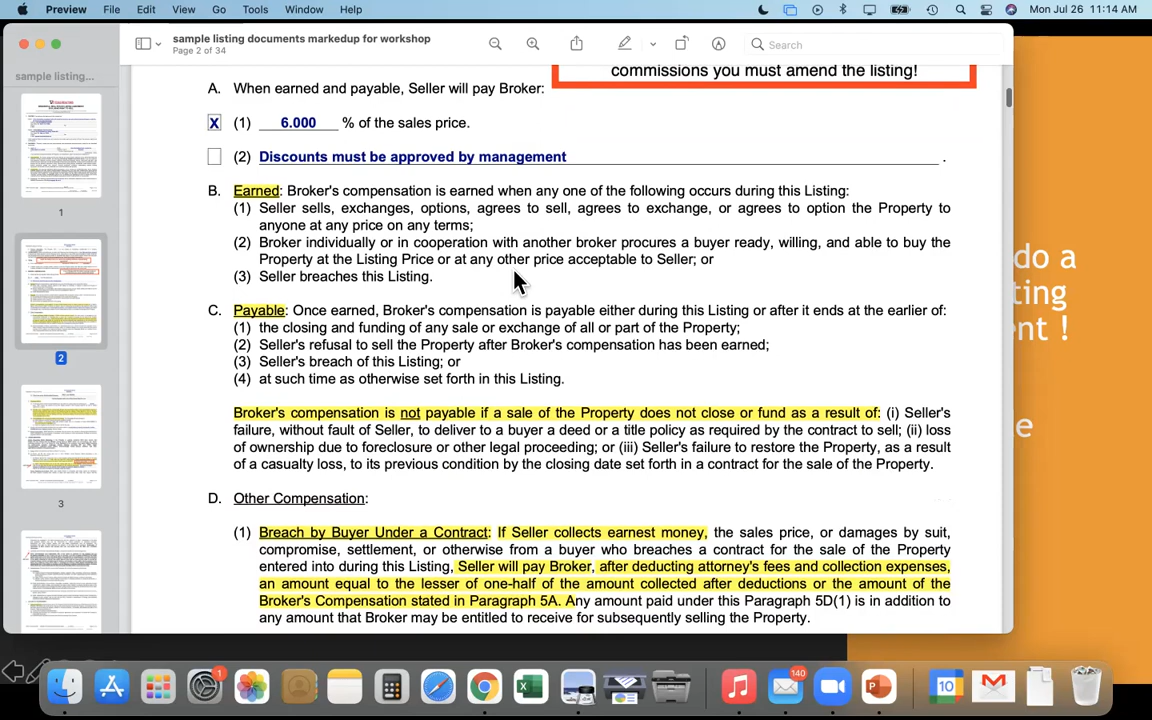 Preview File Edit View Go Tools Window Help Mon Jul 26 11:14 AM
sample listing documents markedup for workshop
Page 2 of 34
Search
sample listing...
1
2
3
commissions you must amend the listing!
A. When earned and payable, Seller will pay Broker:
X (1) 6.000 % of the sales price.
(2) Discounts must be approved by management .
B. Earned: Broker's compensation is earned when any one of the following occurs during this Listing:
(1) Seller sells, exchanges, options, agrees to sell, agrees to exchange, or agrees to option the Property to
anyone at any price on any terms;
(2) Broker individually or in cooperation with another broker procures a buyer ready, willing, and able to buy the
Property at the Listing Price or at any other price acceptable to Seller; or
(3) Seller breaches this Listing.
C. Payable: Once earned, Broker's compensation is payable either during this Listing or after it ends at the earlier of:
(1) the closing and funding of any sale or exchange of all or part of the Property;
(2) Seller's refusal to sell the Property after Broker's compensation has been earned;
(3) Seller's breach of this Listing; or
(4) at such time as otherwise set forth in this Listing.
Broker's compensation is not payable if a sale of the Property does not close or fund as a result of: (i) Seller's
failure, without fault of Seller, to deliver to a buyer a deed or a title policy as required by the contract to sell; (ii) loss
of ownership due to foreclosure or other legal proceeding; or (iii) Seller's failure to restore the Property, as a result
of a casualty loss, to its previous condition by the closing date set forth in a contract for the sale of the Property.
D. Other Compensation:
(1) Breach by Buyer Under a Contract: If Seller collects earnest money, the sales price, or damages by suit,
compromise, settlement, or otherwise from a buyer who breaches a contract for the sale of the Property
entered into during this Listing, Seller will pay Broker, after deducting attorney's fees and collection expenses,
an amount equal to the lesser of one-half of the amount collected after deductions or the amount of the
Broker's Compensation stated in Paragraph 5A. Any amount paid under this Paragraph 5D(1) is in addition to
any amount that Broker may be entitled to receive for subsequently selling the Property.
do a
ting
nt !
e
1
140
10